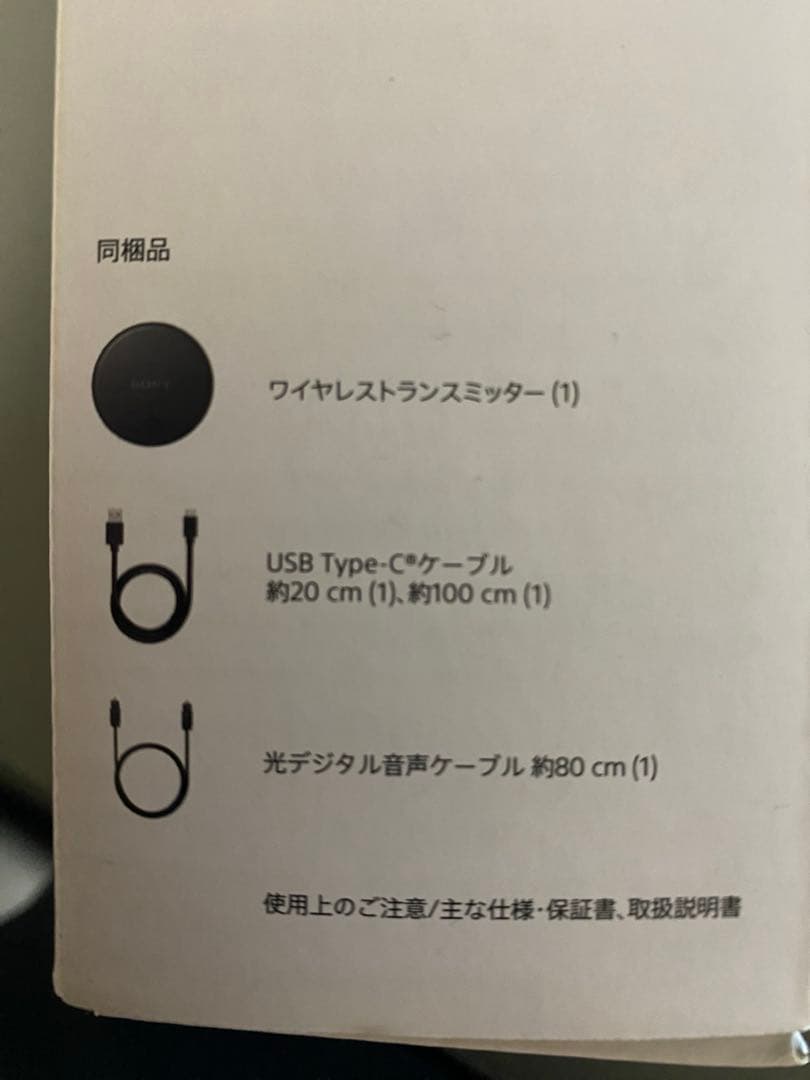 同梱品
SONY
ワイヤレストランスミッター (1)
USB Type-C®ケーブル
約20 cm (1)、約100 cm (1)
光デジタル音声ケーブル 約80 cm (1)
使用上のご注意/主な仕様・保証書、取扱説明書